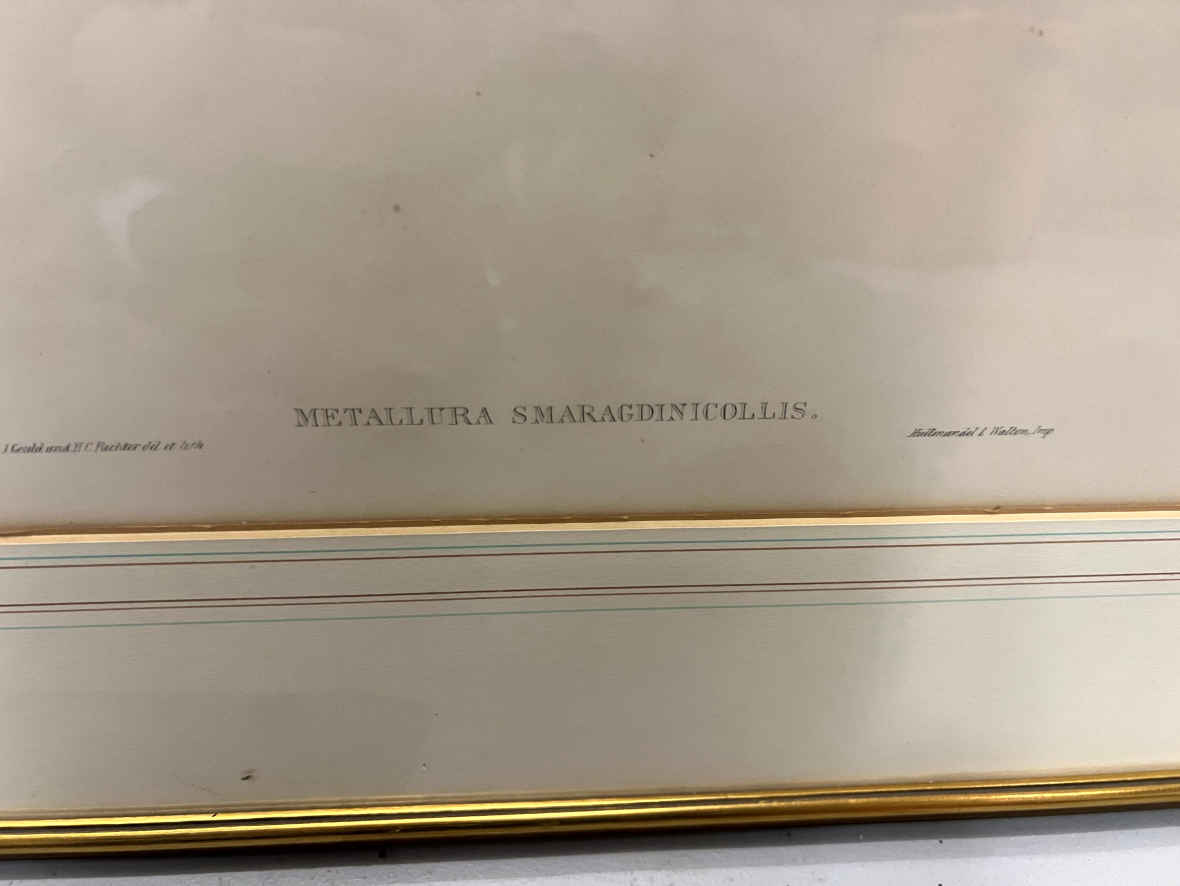 METALLURA SMARAGDINICOLLIS.
J Gould and H C Richter del et lith
Hullmandel & Walton, Imp